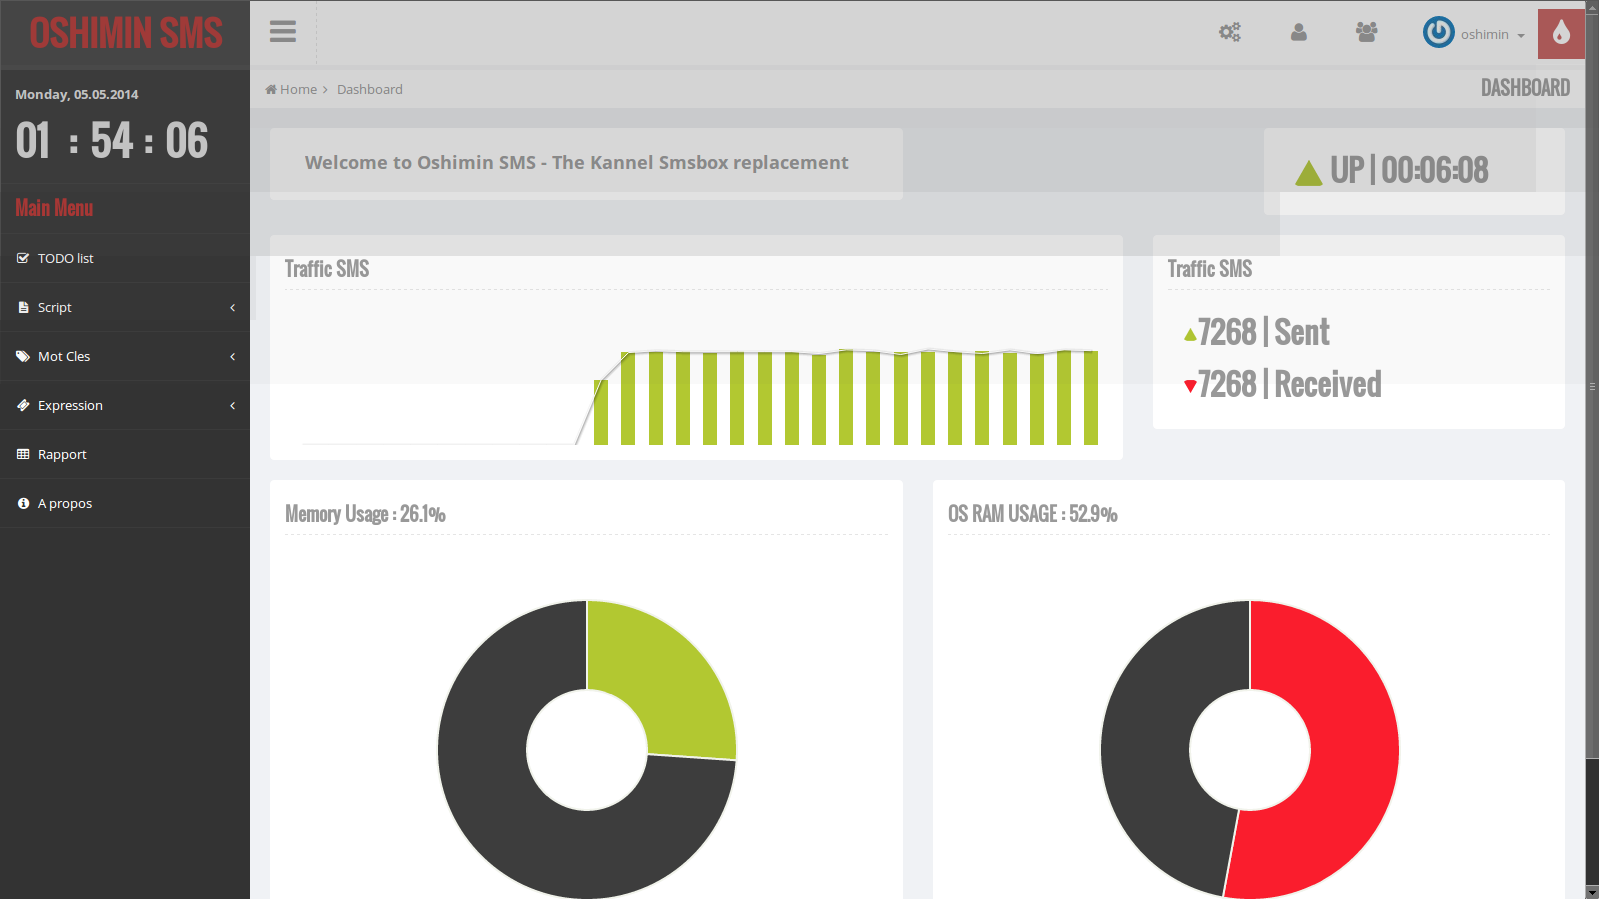 OSHIMIN SMS
oshimin
Monday, 05.05.2014
01 : 54 : 06
Home > Dashboard
DASHBOARD
Welcome to Oshimin SMS - The Kannel Smsbox replacement
UP | 00:06:08
Main Menu
TODO list
Script
Mot Cles
Expression
Rapport
A propos
Traffic SMS
Traffic SMS
7268 | Sent
7268 | Received
Memory Usage : 26.1%
OS RAM USAGE : 52.9%